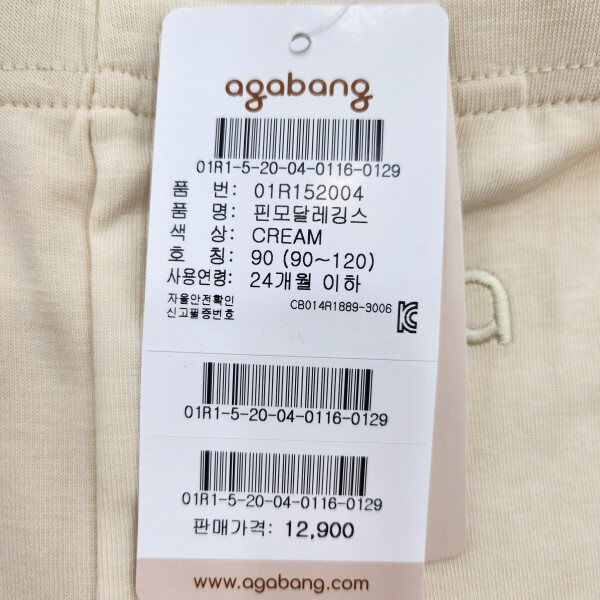 agabang
01R1-5-20-04-0116-0129
품 번: 01R152004
품 명: 핀모달레깅스
색 상: CREAM
호 칭: 90 (90~120)
사용연령: 24개월 이하
자율안전확인
신고필증번호 CB014R1889-3006
01R1-5-20-04-0116-0129
01R1-5-20-04-0116-0129
판매가격: 12,900
www.agabang.com
a